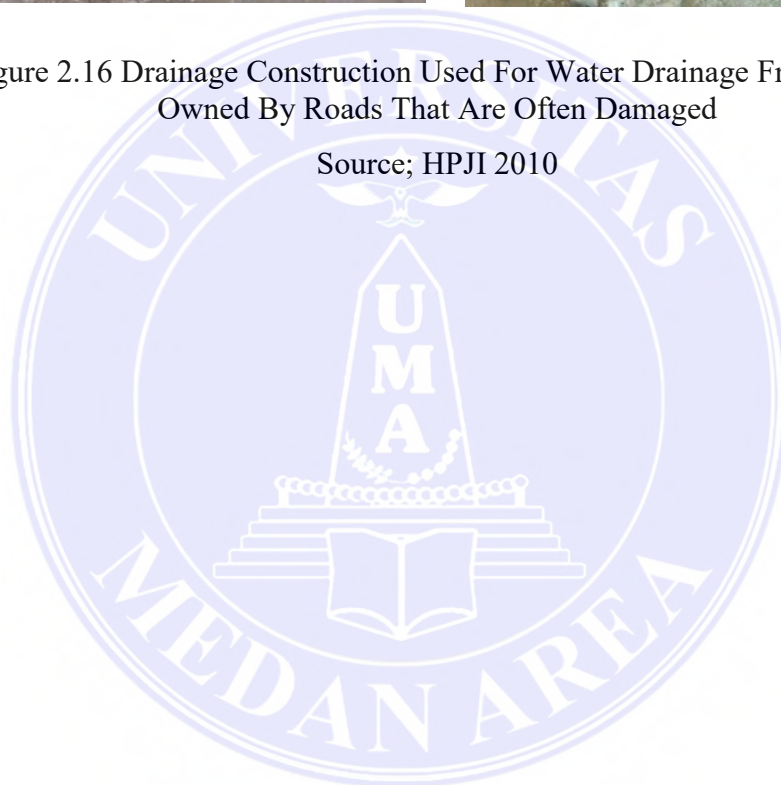 gure 2.16 Drainage Construction Used For Water Drainage Fr
Owned By Roads That Are Often Damaged
Source; HPJI 2010
UNIVERSITAS
UMA
MEDAN AREA